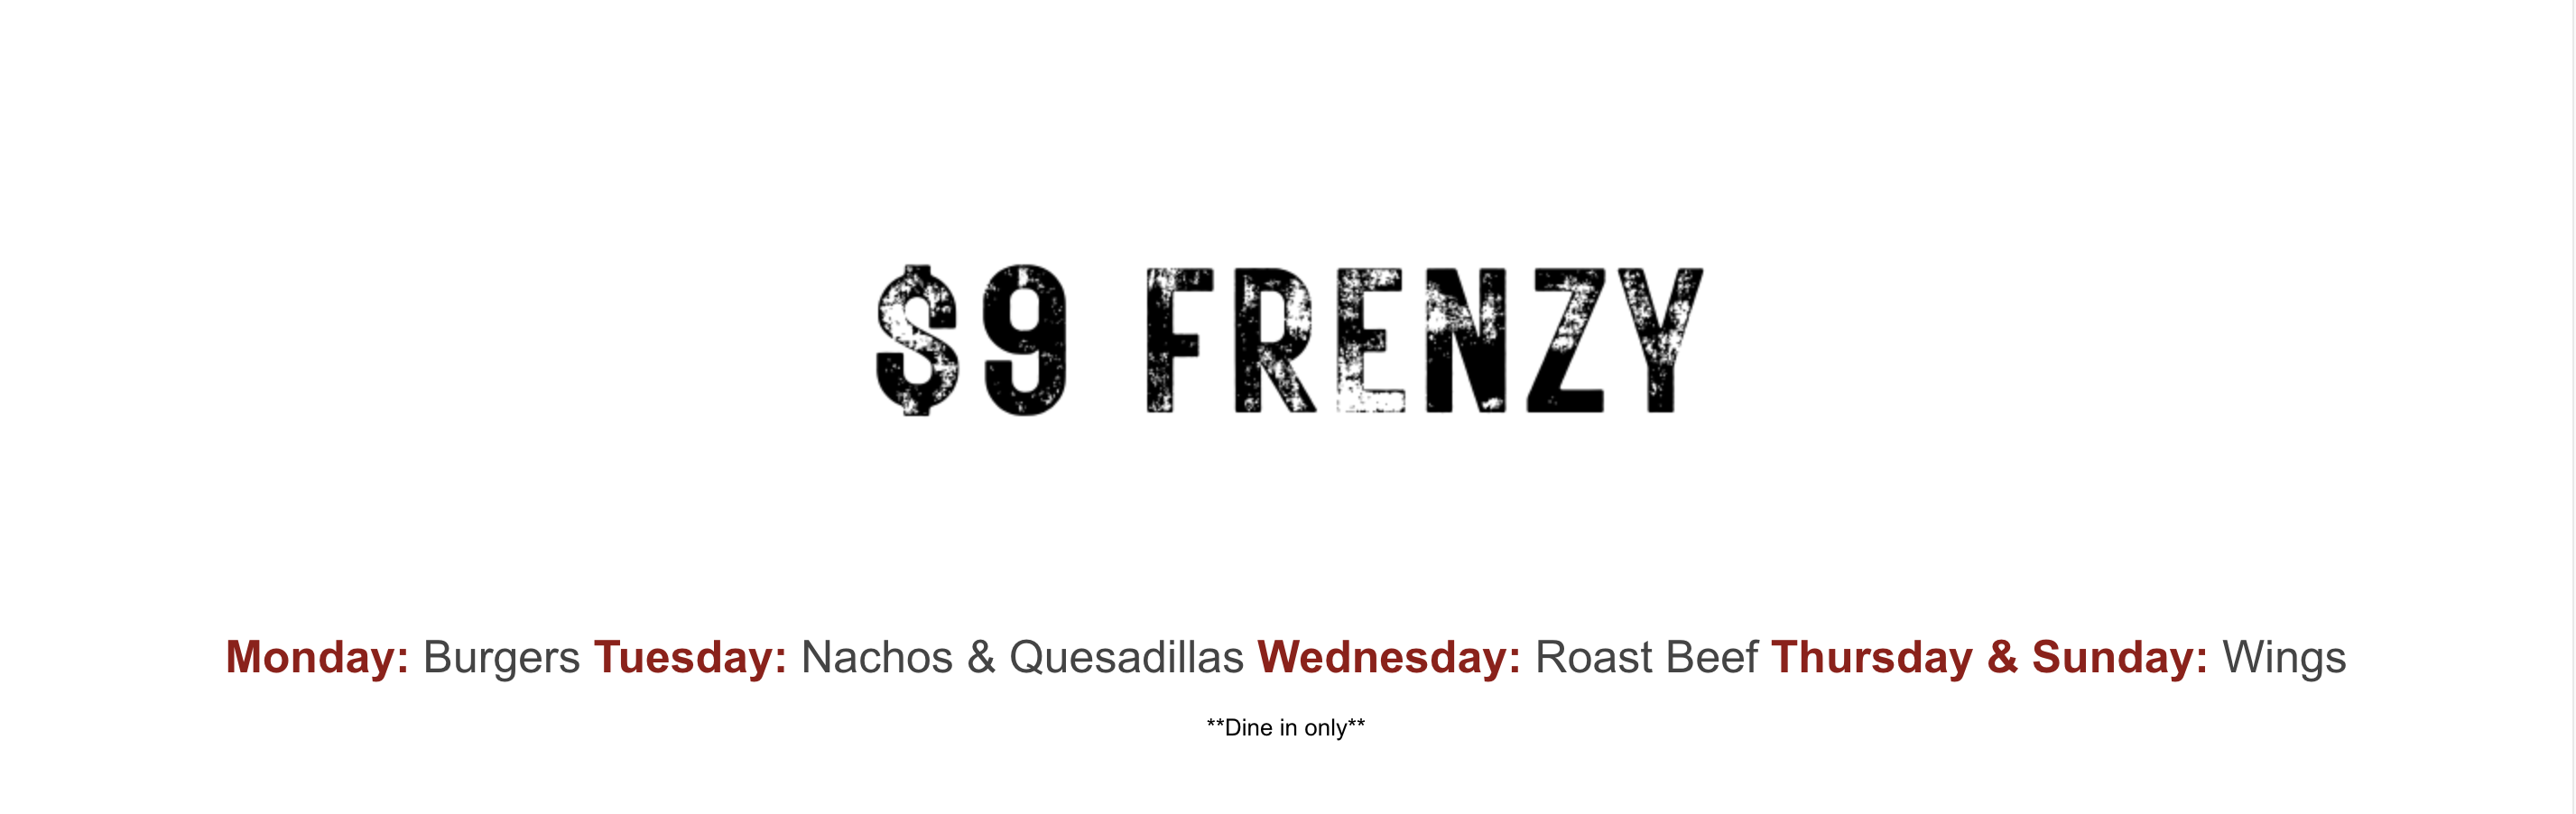 $9 FRENZY
Monday: Burgers Tuesday: Nachos & Quesadillas Wednesday: Roast Beef Thursday & Sunday: Wings
**Dine in only**